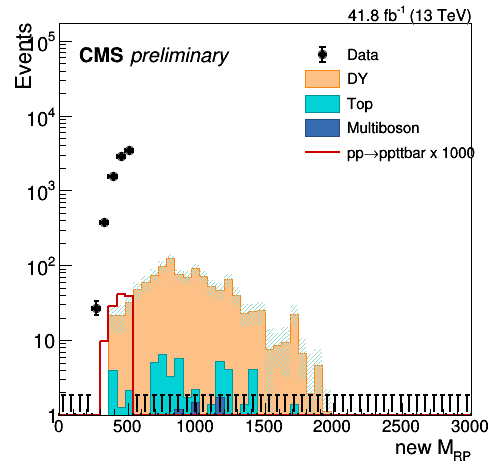 41.8 fb⁻¹ (13 TeV)
Events
CMS preliminary
Data
DY
Top
Multiboson
pp→ppttbar x 1000
10⁵
10⁴
10³
10²
10
1
0 500 1000 1500 2000 2500 3000
new M_RP